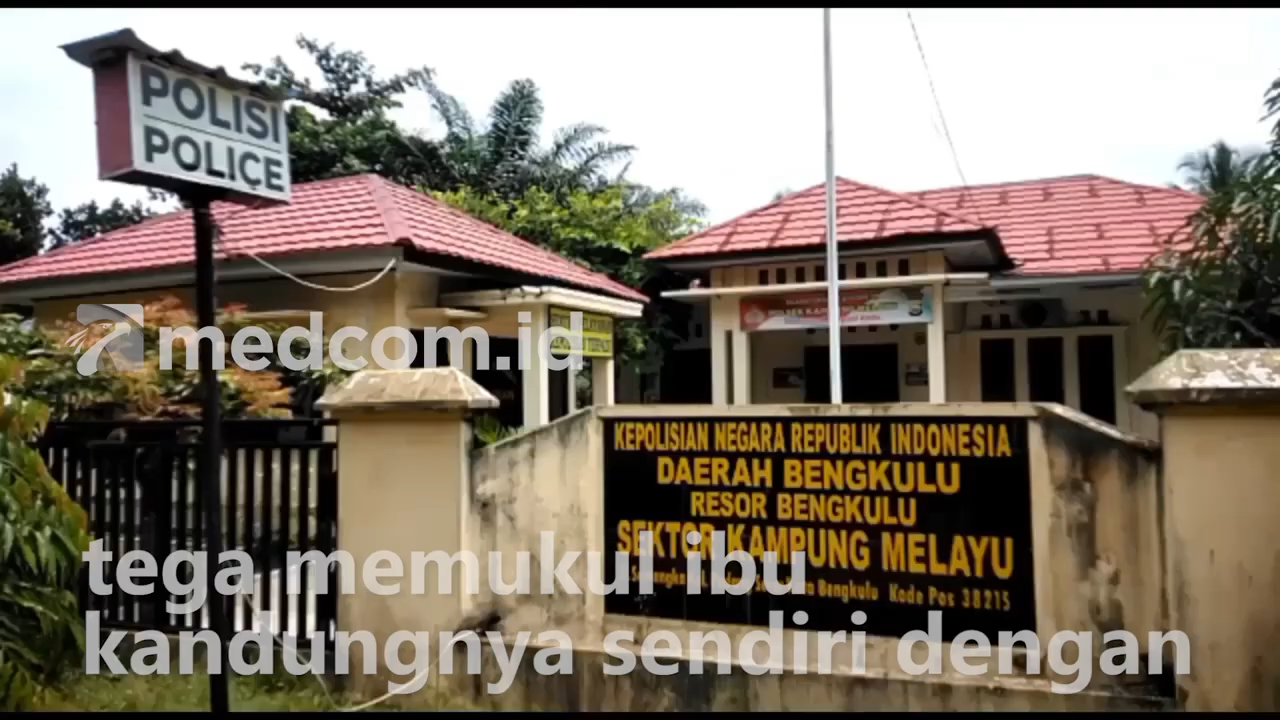 POLISI
POLICE
medcom.id
KEPOLISIAN NEGARA REPUBLIK INDONESIA
DAERAH BENGKULU
RESOR BENGKULU
SEKTOR KAMPUNG MELAYU
Bengkulu Kode Pos 38215
tega memukul ibu
kandungnya sendiri dengan